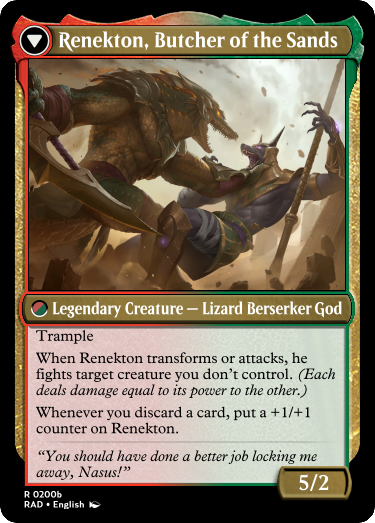 Renekton, Butcher of the Sands
Legendary Creature — Lizard Berserker God
Trample
When Renekton transforms or attacks, he
fights target creature you don't control. (Each
deals damage equal to its power to the other.)
Whenever you discard a card, put a +1/+1
counter on Renekton.
"You should have done a better job locking me
away, Nasus!"
5/2
R 0200b
RAD • English